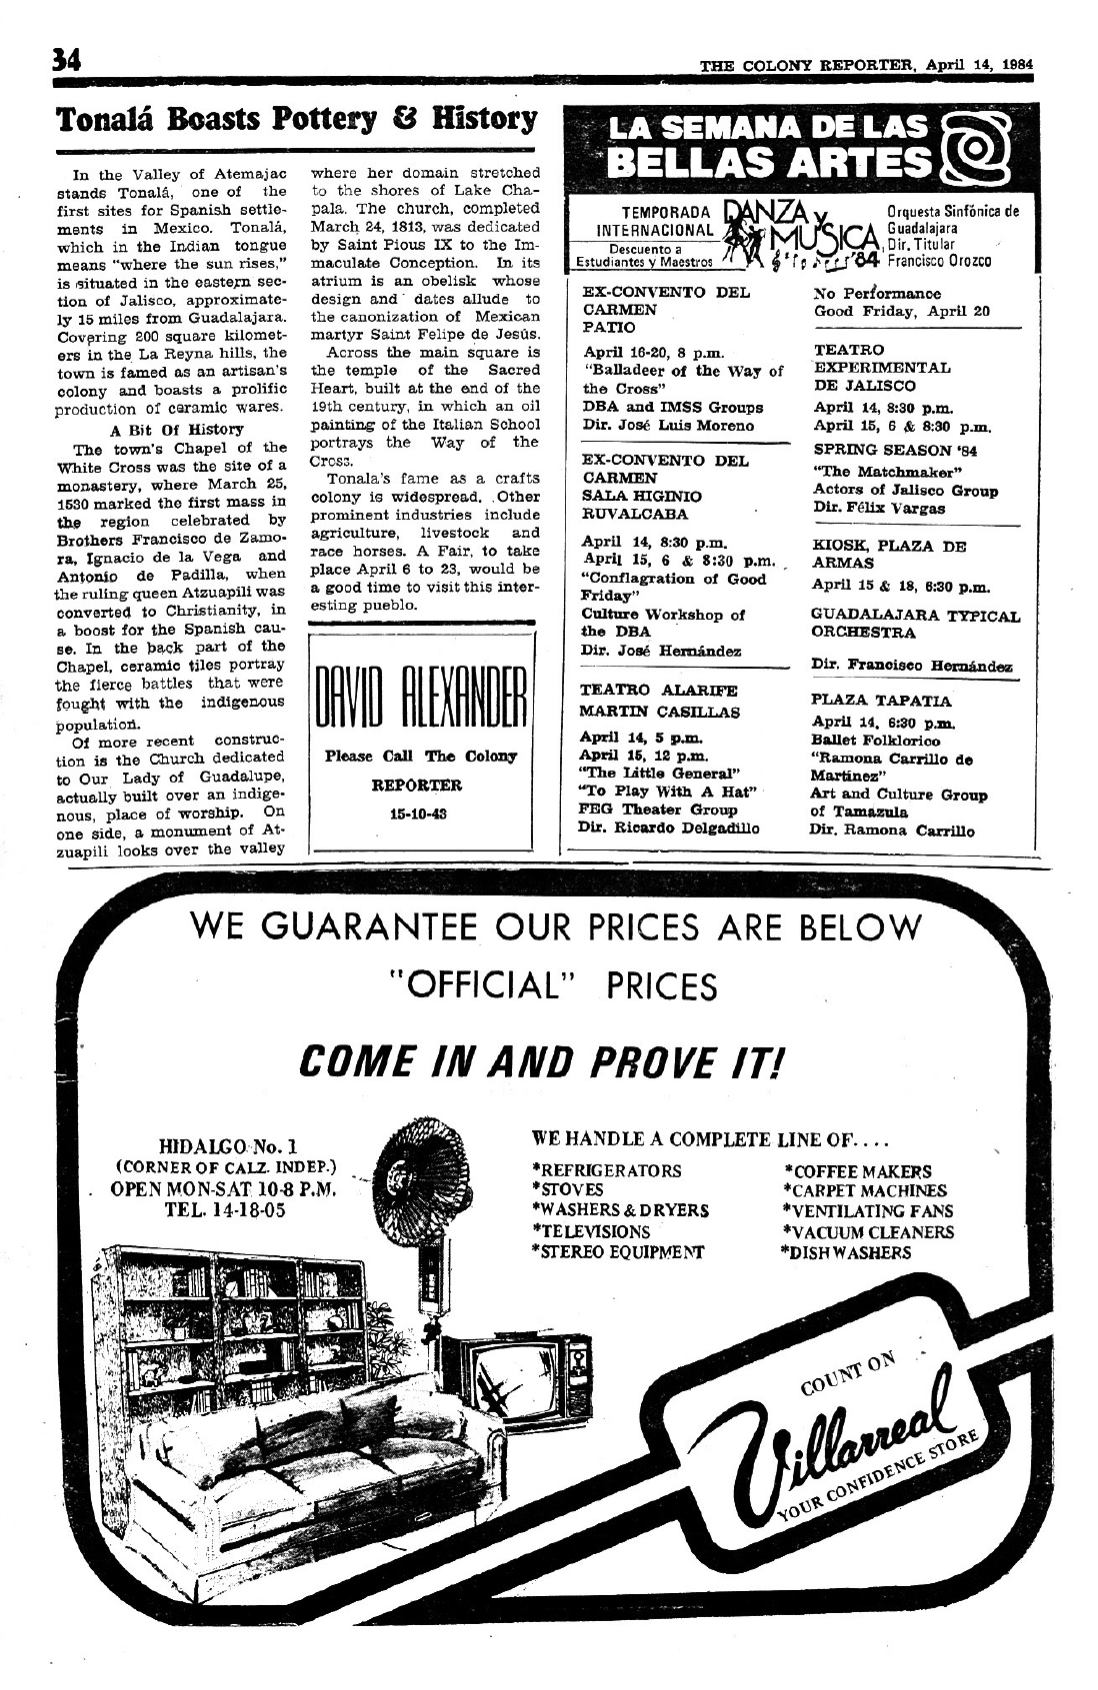 34
THE COLONY REPORTER, April 14, 1984
Tonalá Boasts Pottery & History
In the Valley of Atemajac
stands Tonalá, one of the
first sites for Spanish settle-
ments in Mexico. Tonalá,
which in the Indian tongue
means "where the sun rises,"
is situated in the eastern sec-
tion of Jalisco, approximate-
ly 15 miles from Guadalajara.
Covering 200 square kilomet-
ers in the La Reyna hills, the
town is famed as an artisan's
colony and boasts a prolific
production of ceramic wares.
A Bit Of History
The town's Chapel of the
White Cross was the site of a
monastery, where March 25,
1530 marked the first mass in
the region celebrated by
Brothers Francisco de Zamo-
ra, Ignacio de la Vega and
Antonio de Padilla, when
the ruling queen Atzuapili was
converted to Christianity, in
a boost for the Spanish cau-
se. In the back part of the
Chapel, ceramic tiles portray
the fierce battles that were
fought with the indigenous
population.
Of more recent construc-
tion is the Church dedicated
to Our Lady of Guadalupe,
actually built over an indige-
nous, place of worship. On
one side, a monument of At-
zuapili looks over the valley
where her domain stretched
to the shores of Lake Cha-
pala. The church, completed
March 24, 1813, was dedicated
by Saint Pious IX to the Im-
maculate Conception. In its
atrium is an obelisk whose
design and dates allude to
the canonization of Mexican
martyr Saint Felipe de Jesús.
Across the main square is
the temple of the Sacred
Heart, built at the end of the
19th century, in which an oil
painting of the Italian School
portrays the Way of the
Cross.
Tonala's fame as a crafts
colony is widespread. Other
prominent industries include
agriculture, livestock and
race horses. A Fair, to take
place April 6 to 23, would be
a good time to visit this inter-
esting pueblo.
DAVID ALEXANDER
Please Call The Colony
REPORTER
15-10-43
LA SEMANA DE LAS
BELLAS ARTES
TEMPORADA
INTERNACIONAL
Descuento a
Estudiantes y Maestros
DANZA y
MUSICA
'84
Orquesta Sinfónica de
Guadalajara
Dir. Titular
Francisco Orozco
EX-CONVENTO DEL
CARMEN
PATIO
April 16-20, 8 p.m.
"Balladeer of the Way of
the Cross"
DBA and IMSS Groups
Dir. José Luis Moreno
EX-CONVENTO DEL
CARMEN
SALA HIGINIO
RUVALCABA
April 14, 8:30 p.m.
April 15, 6 & 8:30 p.m.
"Conflagration of Good
Friday"
Culture Workshop of
the DBA
Dir. José Hernández
TEATRO ALARIFE
MARTIN CASILLAS
April 14, 5 p.m.
April 15, 12 p.m.
"The Little General"
"To Play With A Hat"
FEG Theater Group
Dir. Ricardo Delgadillo
No Performance
Good Friday, April 20
TEATRO
EXPERIMENTAL
DE JALISCO
April 14, 8:30 p.m.
April 15, 6 & 8:30 p.m.
SPRING SEASON '84
"The Matchmaker"
Actors of Jalisco Group
Dir. Félix Vargas
KIOSK, PLAZA DE
ARMAS
April 15 & 18, 6:30 p.m.
GUADALAJARA TYPICAL
ORCHESTRA
Dir. Francisco Hernández
PLAZA TAPATIA
April 14, 6:30 p.m.
Ballet Folklorico
"Ramona Carrillo de
Martinez"
Art and Culture Group
of Tamazula
Dir. Ramona Carrillo
WE GUARANTEE OUR PRICES ARE BELOW
"OFFICIAL" PRICES
COME IN AND PROVE IT!
HIDALGO No. 1
(CORNER OF CALZ. INDEP.)
OPEN MON-SAT 10-8 P.M.
TEL. 14-18-05
WE HANDLE A COMPLETE LINE OF....
*REFRIGERATORS
*STOVES
*WASHERS & DRYERS
*TELEVISIONS
*STEREO EQUIPMENT
*COFFEE MAKERS
*CARPET MACHINES
*VENTILATING FANS
*VACUUM CLEANERS
*DISH WASHERS
COUNT ON
Villarreal
YOUR CONFIDENCE STORE